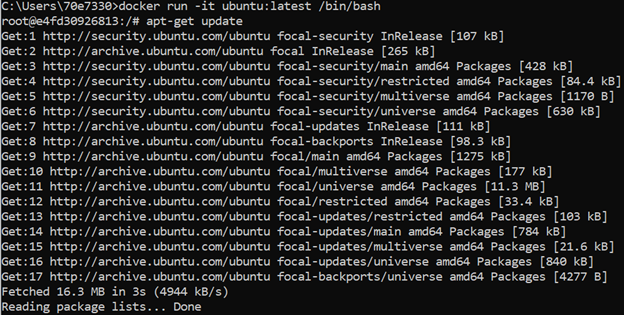 C:\Users\70e7330>docker run -it ubuntu:latest /bin/bash
root@e4fd30926813:/# apt-get update
Get:1 http://security.ubuntu.com/ubuntu focal-security InRelease [107 kB]
Get:2 http://archive.ubuntu.com/ubuntu focal InRelease [265 kB]
Get:3 http://security.ubuntu.com/ubuntu focal-security/main amd64 Packages [428 kB]
Get:4 http://security.ubuntu.com/ubuntu focal-security/restricted amd64 Packages [84.4 kB]
Get:5 http://security.ubuntu.com/ubuntu focal-security/multiverse amd64 Packages [1170 B]
Get:6 http://security.ubuntu.com/ubuntu focal-security/universe amd64 Packages [630 kB]
Get:7 http://archive.ubuntu.com/ubuntu focal-updates InRelease [111 kB]
Get:8 http://archive.ubuntu.com/ubuntu focal-backports InRelease [98.3 kB]
Get:9 http://archive.ubuntu.com/ubuntu focal/main amd64 Packages [1275 kB]
Get:10 http://archive.ubuntu.com/ubuntu focal/multiverse amd64 Packages [177 kB]
Get:11 http://archive.ubuntu.com/ubuntu focal/universe amd64 Packages [11.3 MB]
Get:12 http://archive.ubuntu.com/ubuntu focal/restricted amd64 Packages [33.4 kB]
Get:13 http://archive.ubuntu.com/ubuntu focal-updates/restricted amd64 Packages [103 kB]
Get:14 http://archive.ubuntu.com/ubuntu focal-updates/main amd64 Packages [784 kB]
Get:15 http://archive.ubuntu.com/ubuntu focal-updates/multiverse amd64 Packages [21.6 kB]
Get:16 http://archive.ubuntu.com/ubuntu focal-updates/universe amd64 Packages [840 kB]
Get:17 http://archive.ubuntu.com/ubuntu focal-backports/universe amd64 Packages [4277 B]
Fetched 16.3 MB in 3s (4944 kB/s)
Reading package lists... Done